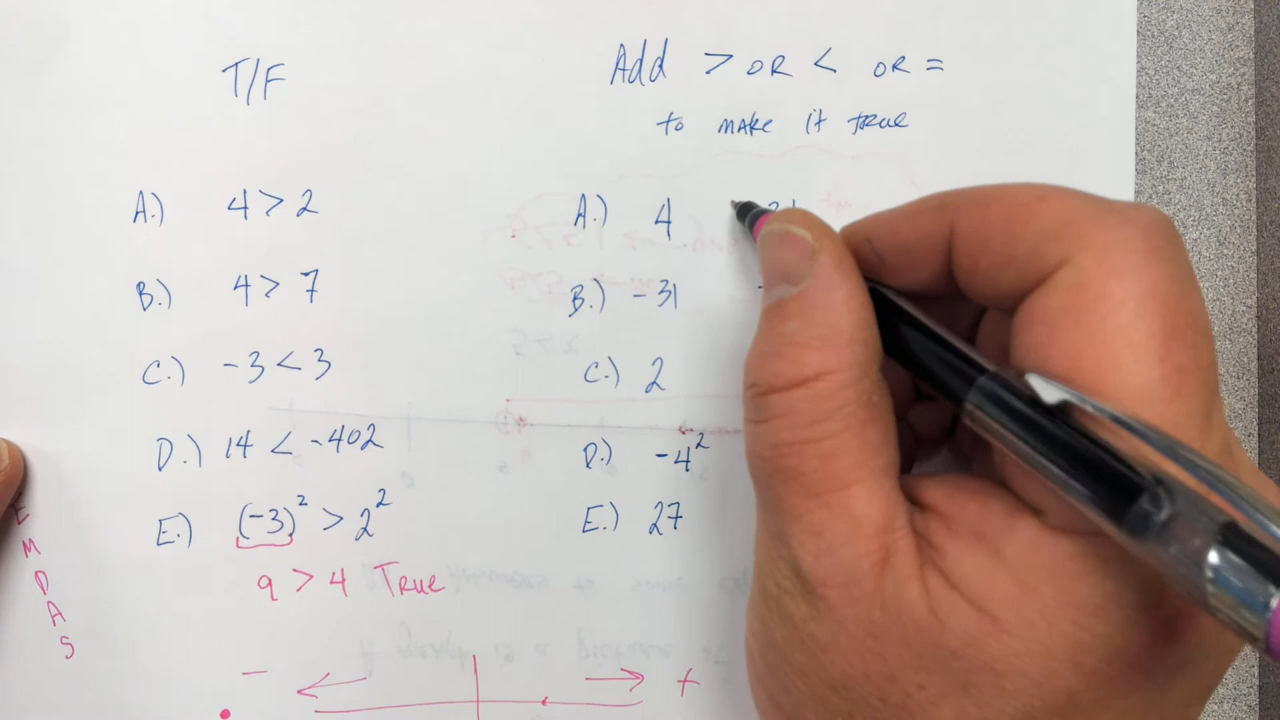 T/F
A.) 4 > 2
B.) 4 > 7
C.) -3 < 3
D.) 14 < -402
E.) (-3)² > 2²
9 > 4 True
E
M
D
A
S
- +
Add > OR < OR =
to make it true
A.) 4
B.) -31
C.) 2
D.) -4²
E.) 27